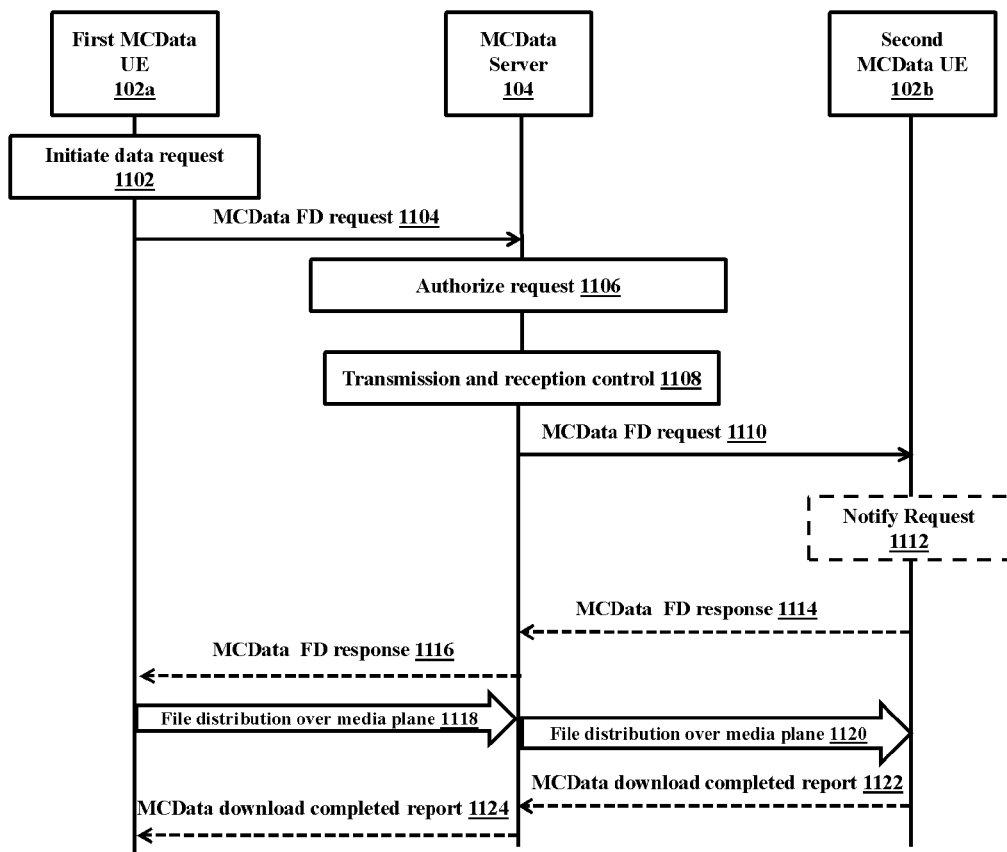 First MCData
UE
102a
MCData
Server
104
Second
MCData UE
102b
Initiate data request
1102
MCData FD request 1104
Authorize request 1106
Transmission and reception control 1108
MCData FD request 1110
Notify Request
1112
MCData FD response 1114
MCData FD response 1116
File distribution over media plane 1118
File distribution over media plane 1120
MCData download completed report 1122
MCData download completed report 1124